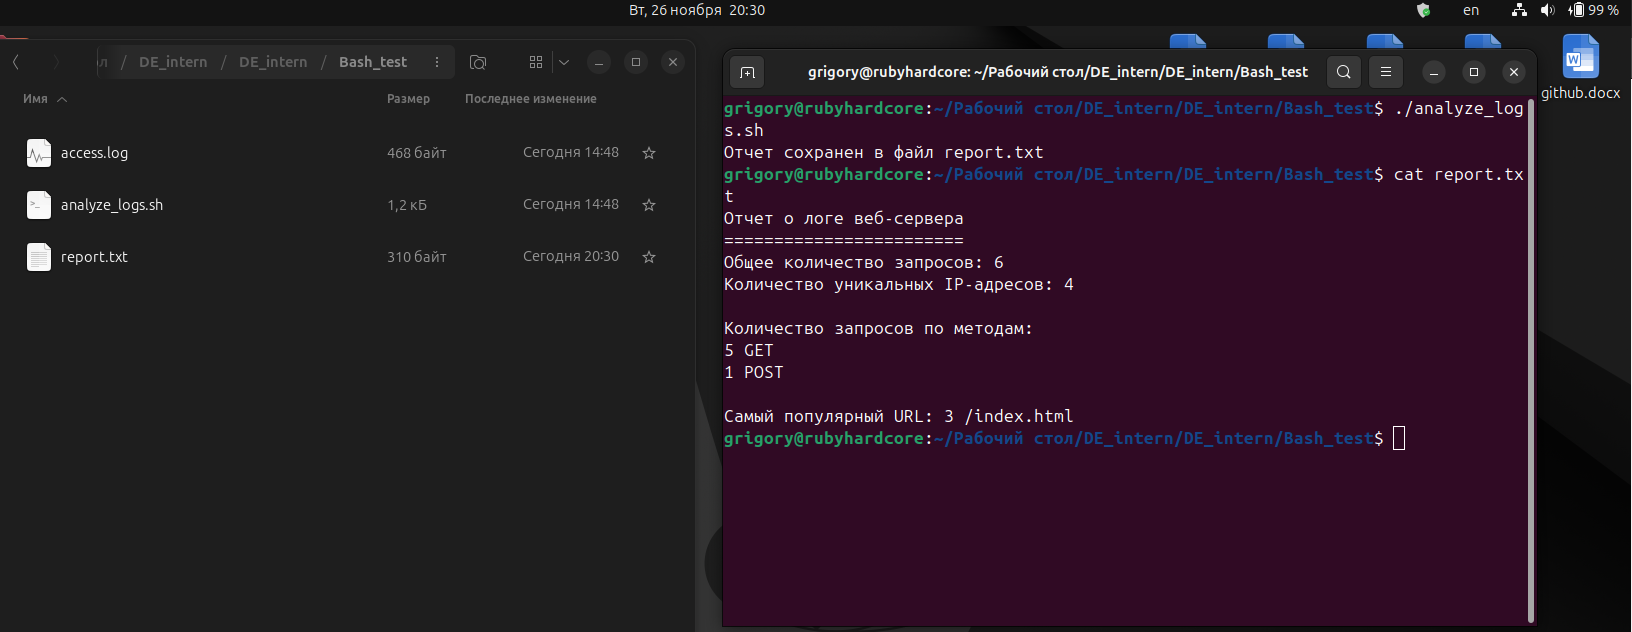 Вт, 26 ноября 20:30
en
99 %
л / DE_intern / DE_intern / Bash_test
Имя
Размер
Последнее изменение
access.log
468 байт
Сегодня 14:48
analyze_logs.sh
1,2 кБ
Сегодня 14:48
report.txt
310 байт
Сегодня 20:30
grigory@rubyhardcore: ~/Рабочий стол/DE_intern/DE_intern/Bash_test
grigory@rubyhardcore:~/Рабочий стол/DE_intern/DE_intern/Bash_test$ ./analyze_log
s.sh
Отчет сохранен в файл report.txt
grigory@rubyhardcore:~/Рабочий стол/DE_intern/DE_intern/Bash_test$ cat report.tx
t
Отчет о логе веб-сервера
========================
Общее количество запросов: 6
Количество уникальных IP-адресов: 4
Количество запросов по методам:
5 GET
1 POST
Самый популярный URL: 3 /index.html
grigory@rubyhardcore:~/Рабочий стол/DE_intern/DE_intern/Bash_test$
W
github.docx